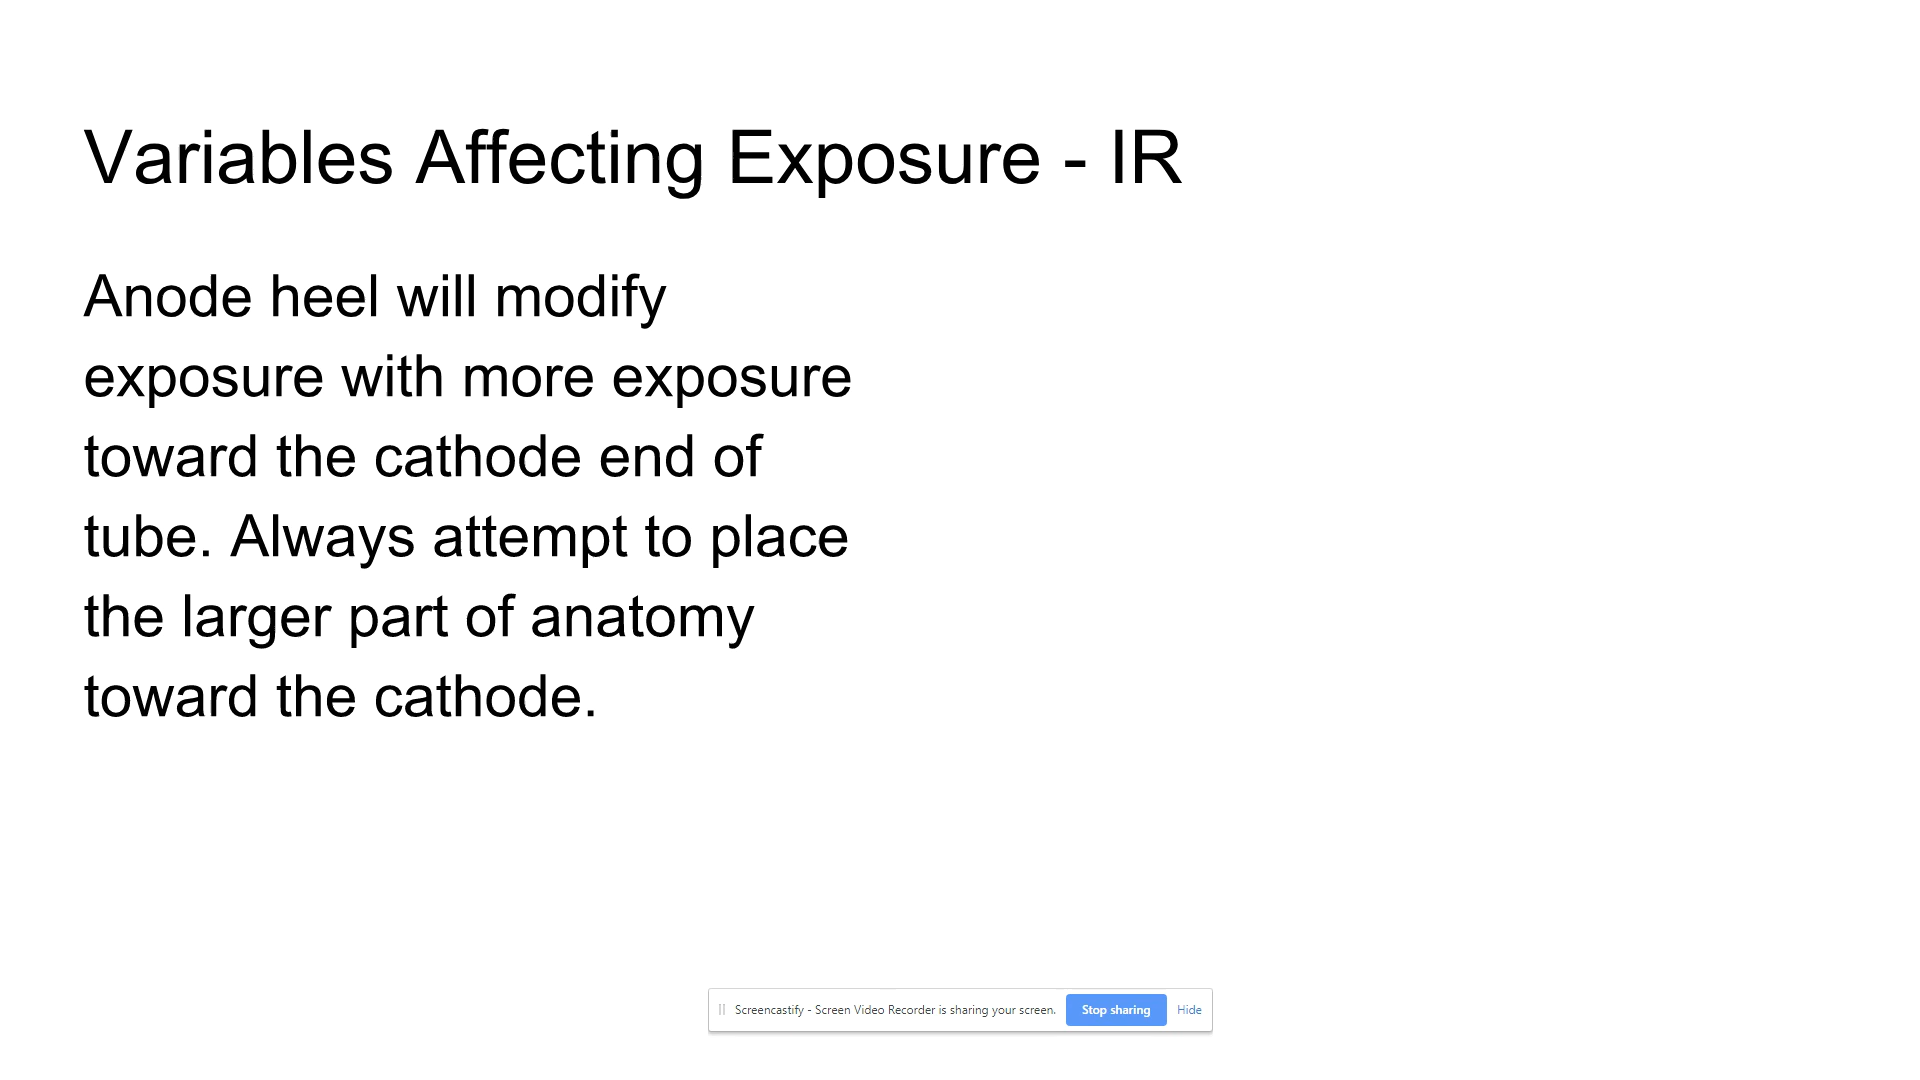 Variables Affecting Exposure - IR
Anode heel will modify
exposure with more exposure
toward the cathode end of
tube. Always attempt to place
the larger part of anatomy
toward the cathode.
Screencastify - Screen Video Recorder is sharing your screen. Stop sharing Hide